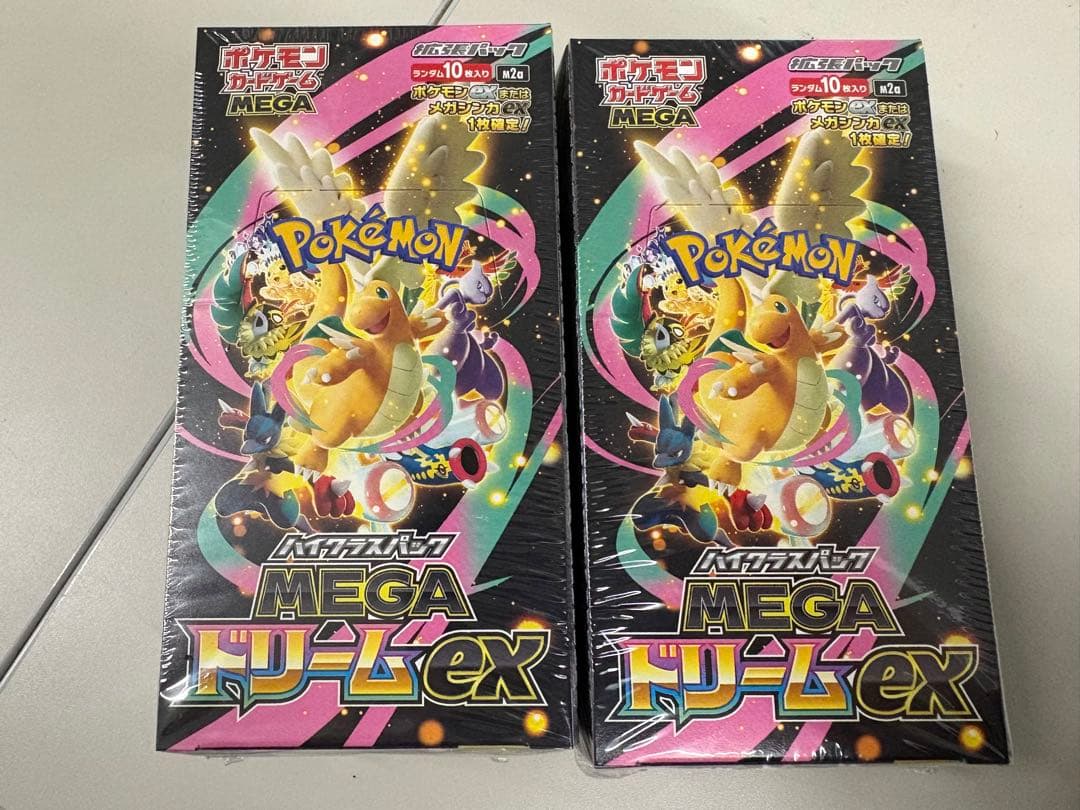 ポケモン
カードゲーム
MEGA
拡張パック
ランダム10枚入り
M2a
ポケモンexまたは
メガシンカex
1枚確定!
POKéMON
ハイクラスパック
MEGA
ドリームex
ポケモン
カードゲーム
MEGA
拡張パック
ランダム10枚入り
M2a
ポケモンexまたは
メガシンカex
1枚確定!
POKéMON
ハイクラスパック
MEGA
ドリームex